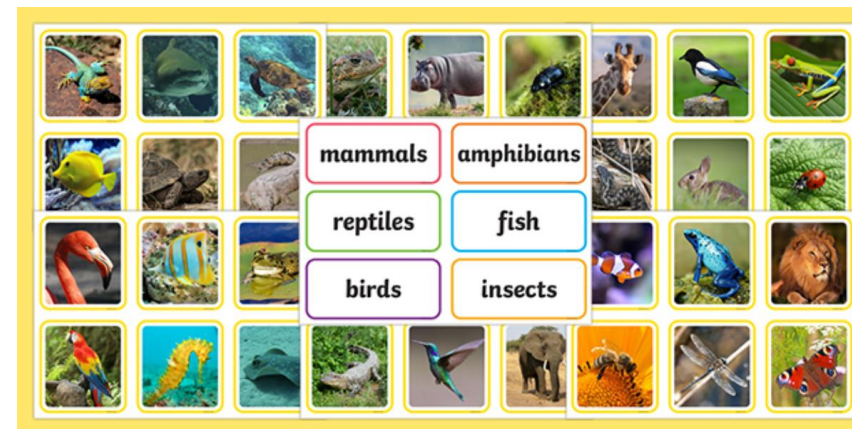 mammals
amphibians
reptiles
fish
birds
insects